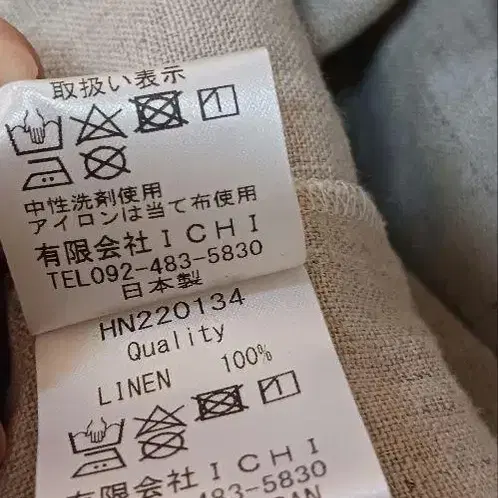 取扱い表示
中性洗剤使用
アイロンは当て布使用
有限会社ICHI
TEL092-483-5830
日本製
HN220134
Quality
LINEN 100%
有限会社ICHI
483-5830